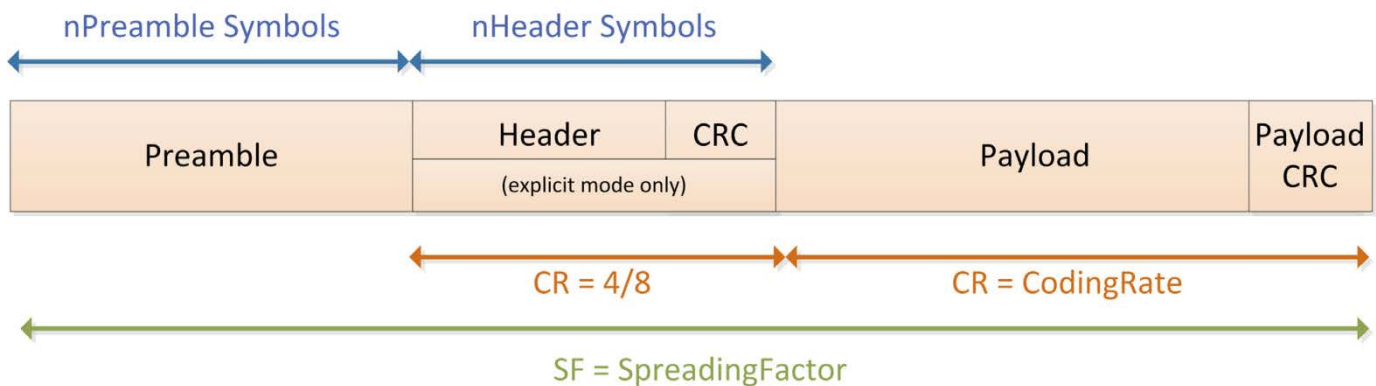 nPreamble Symbols
nHeader Symbols
Preamble
Header
CRC
(explicit mode only)
Payload
Payload
CRC
CR = 4/8
CR = CodingRate
SF = SpreadingFactor